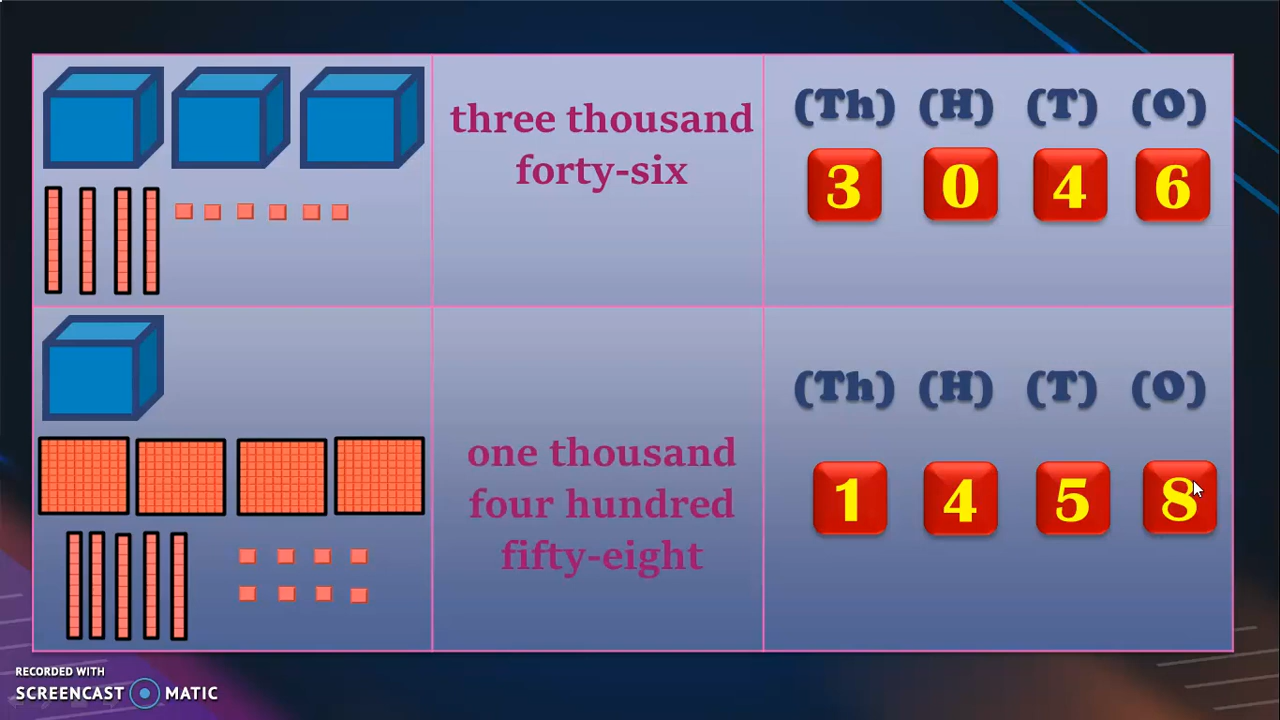 three thousand
forty-six
(Th) (H) (T) (O)
3 0 4 6
one thousand
four hundred
fifty-eight
(Th) (H) (T) (O)
1 4 5 8
RECORDED WITH
SCREENCAST MATIC